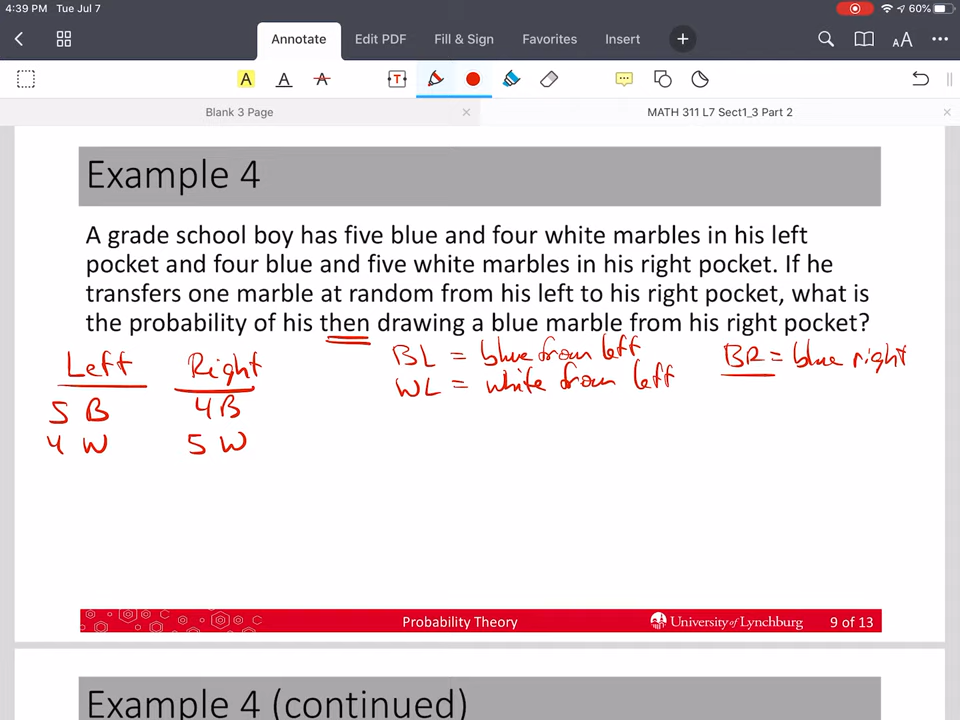 4:39 PM Tue Jul 7
60%
Annotate Edit PDF Fill & Sign Favorites Insert
AA
A A A T
Blank 3 Page
MATH 311 L7 Sect1_3 Part 2
Example 4
A grade school boy has five blue and four white marbles in his left
pocket and four blue and five white marbles in his right pocket. If he
transfers one marble at random from his left to his right pocket, what is
the probability of his then drawing a blue marble from his right pocket?
Left Right
5 B 4B
4 W 5 W
BL = blue from left
WL = white from left
BR = blue right
Probability Theory
University of Lynchburg
9 of 13
Example 4 (continued)